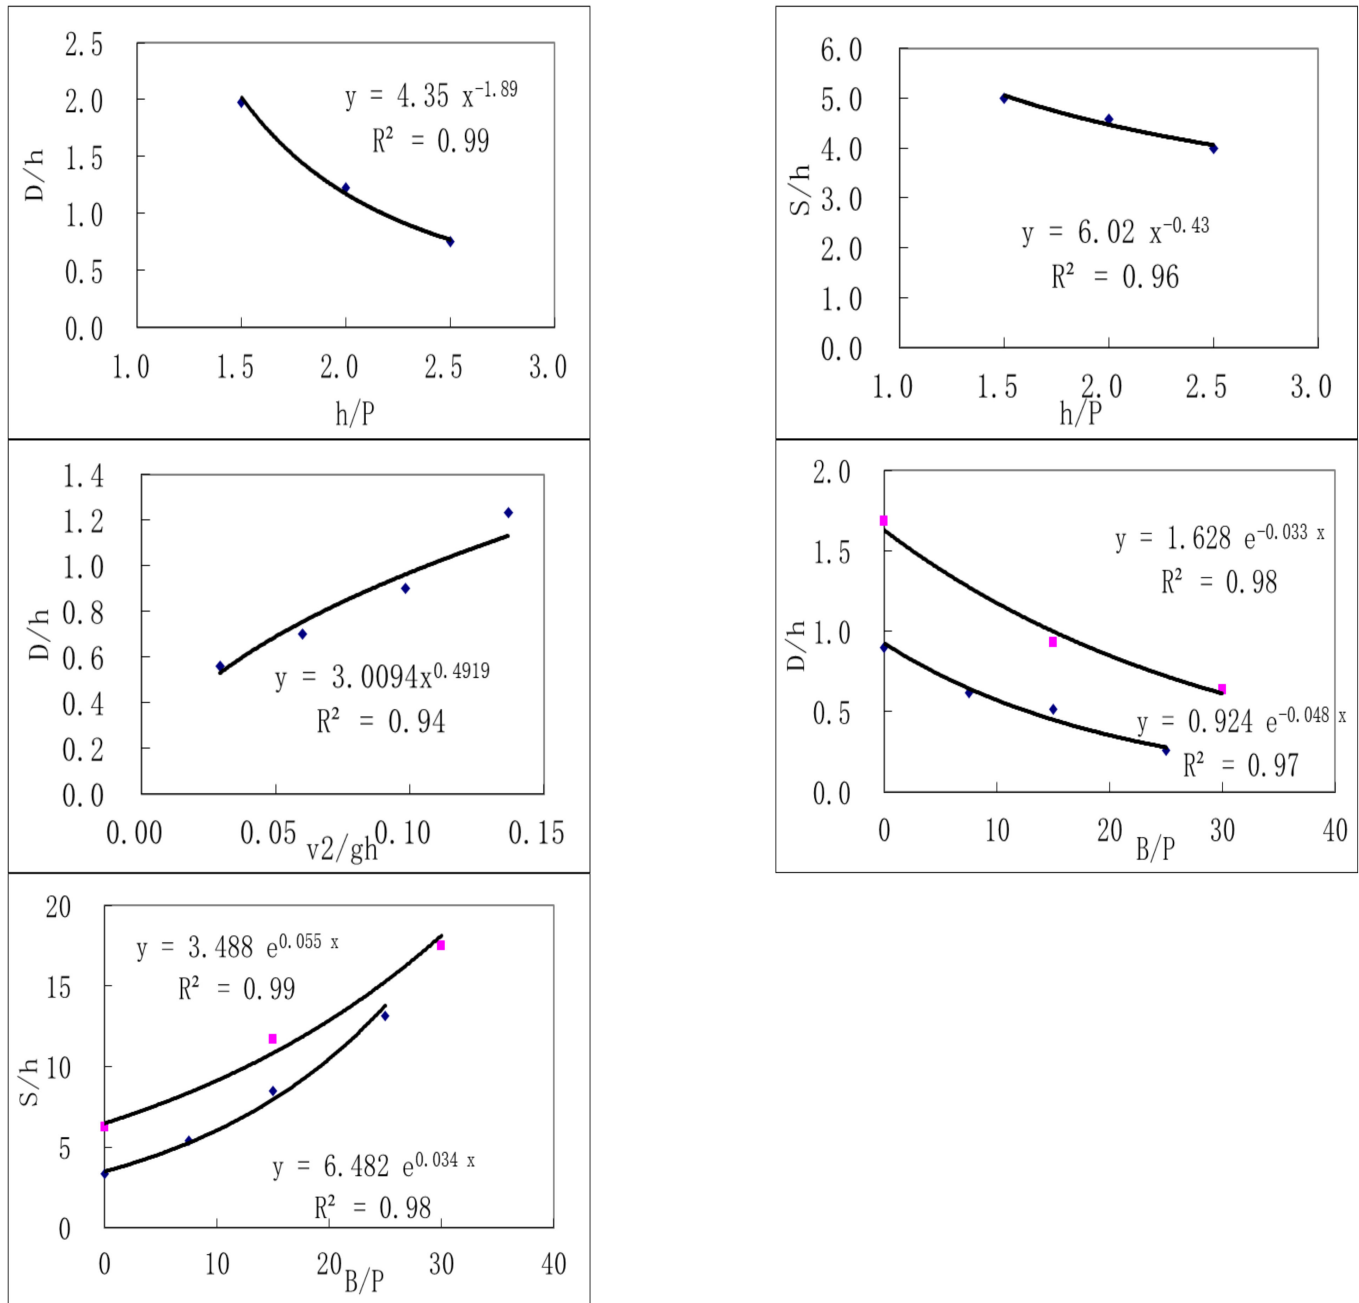 2.5
2.0
1.5
1.0
0.5
0.0
D/h
y = 4.35 x^-1.89
R² = 0.99
1.0 1.5 2.0 2.5 3.0
h/P
6.0
5.0
4.0
3.0
2.0
1.0
0.0
S/h
y = 6.02 x^-0.43
R² = 0.96
1.0 1.5 2.0 2.5 3.0
h/P
1.4
1.2
1.0
0.8
0.6
0.4
0.2
0.0
D/h
y = 3.0094x^0.4919
R² = 0.94
0.00 0.05 0.10 0.15
v2/gh
2.0
1.5
1.0
0.5
0.0
D/h
y = 1.628 e^-0.033 x
R² = 0.98
y = 0.924 e^-0.048 x
R² = 0.97
0 10 20 30 40
B/P
20
15
10
5
0
S/h
y = 3.488 e^0.055 x
R² = 0.99
y = 6.482 e^0.034 x
R² = 0.98
0 10 20 30 40
B/P